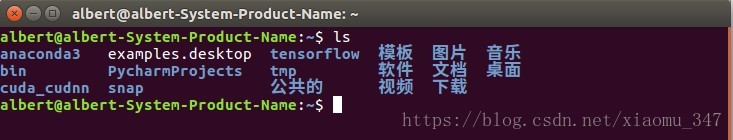 albert@albert-System-Product-Name: ~
albert@albert-System-Product-Name:~$ ls
anaconda3 examples.desktop tensorflow 模板 图片 音乐
bin PycharmProjects tmp 软件 文档 桌面
cuda_cudnn snap 公共的 视频 下载
albert@albert-System-Product-Name:~$
https://blog.csdn.net/xiaomu_347